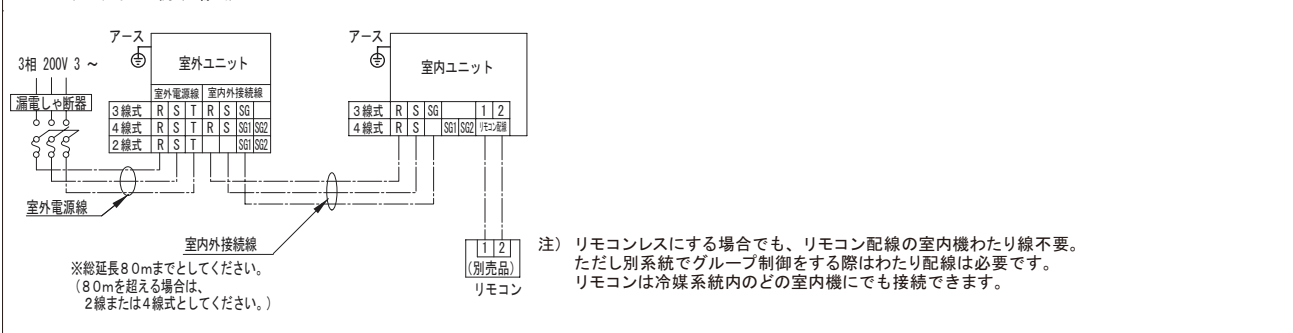 アース
3相 200V 3 ～
漏電しゃ断器
室外ユニット
室外電源線 室内外接続線
3線式 R S T R S SG
4線式 R S T R S SG1 SG2
2線式 R S T SG1 SG2
室外電源線
室内外接続線
※総延長80mまでとしてください。
(80mを超える場合は、
2線または4線式としてください。)
アース
室内ユニット
3線式 R S SG 1 2
4線式 R S SG1 SG2 リモコン配線
1 2
(別売品)
リモコン
注) リモコンレスにする場合でも、リモコン配線の室内機わたり線不要。
ただし別系統でグループ制御をする際はわたり配線は必要です。
リモコンは冷媒系統内のどの室内機にでも接続できます。